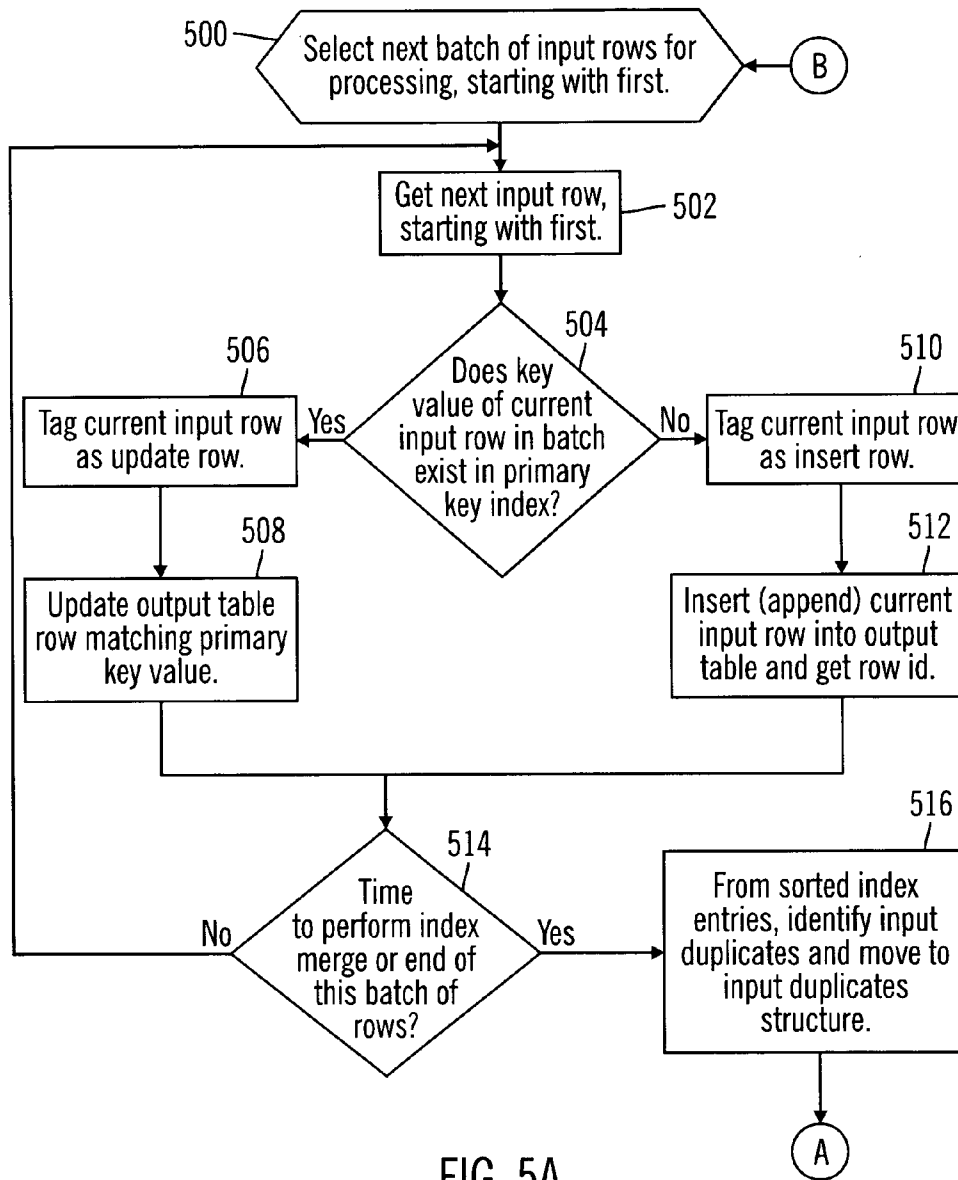 500
Select next batch of input rows for
processing, starting with first.
B
Get next input row,
starting with first.
502
504
Does key
value of current
input row in batch
exist in primary
key index?
Yes
No
506
Tag current input row
as update row.
510
Tag current input row
as insert row.
508
Update output table
row matching primary
key value.
512
Insert (append) current
input row into output
table and get row id.
514
Time
to perform index
merge or end of
this batch of
rows?
No
Yes
516
From sorted index
entries, identify input
duplicates and move to
input duplicates
structure.
A
FIG. 5A